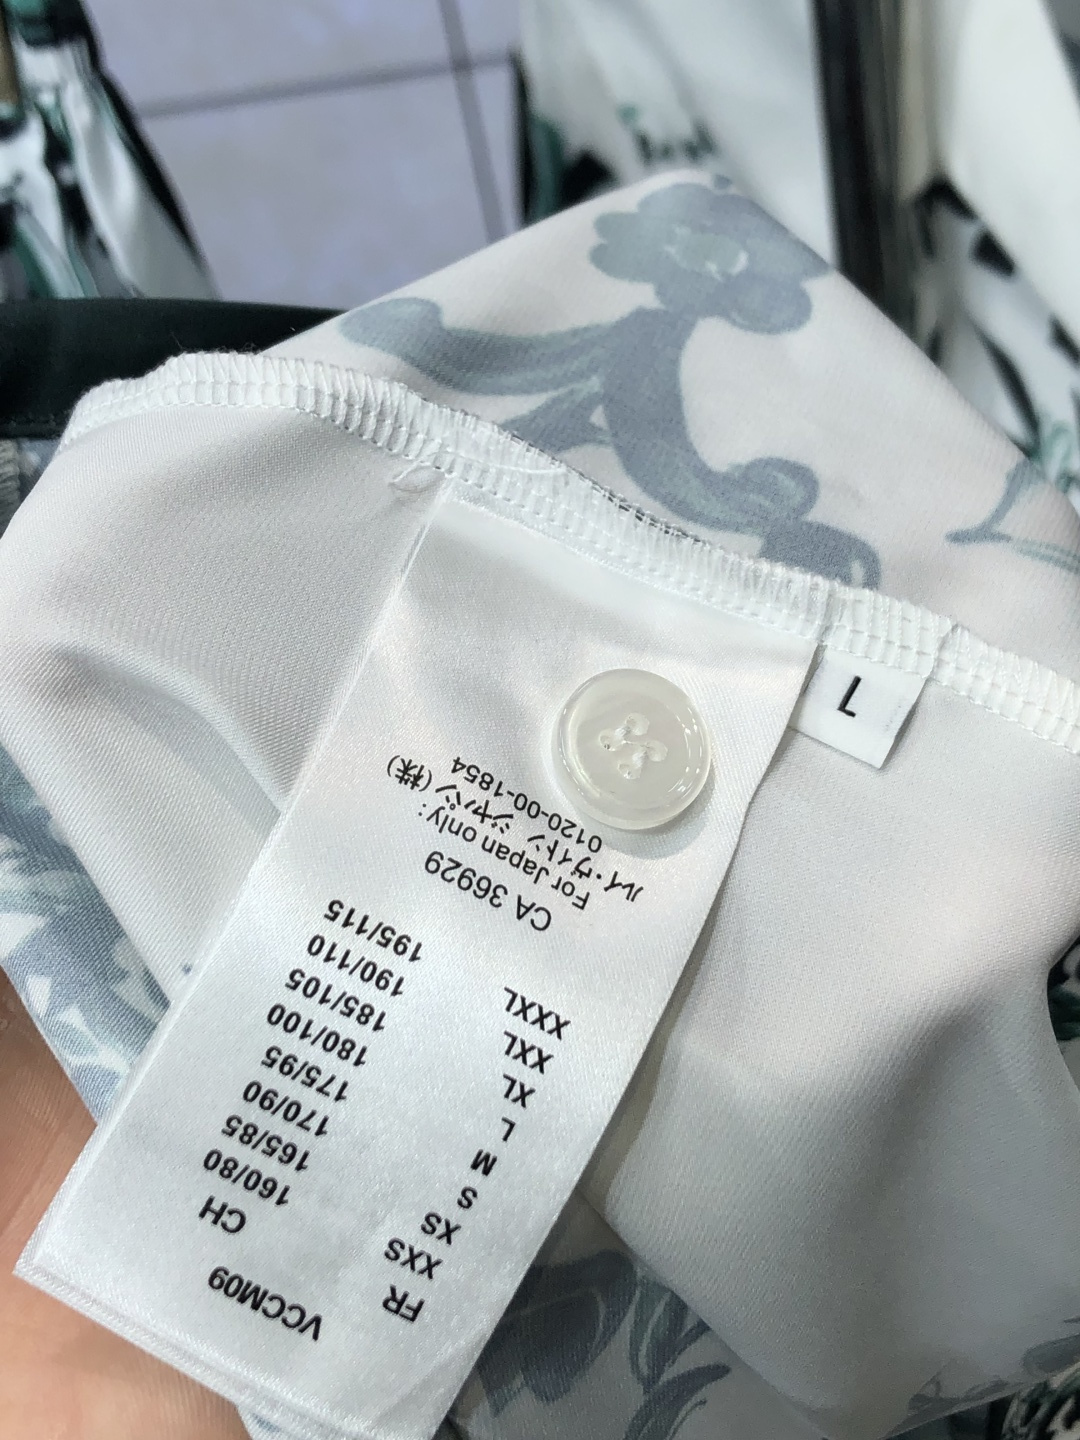 VCCM09
FR CH
XXS 160/80
XS 165/85
S 170/90
M 175/95
L 180/100
XL 185/105
XXL 190/110
XXXL 195/115
CA 36929
For Japan only:
ルイ・ヴィトン ジャパン(株)
0120-00-1854
L